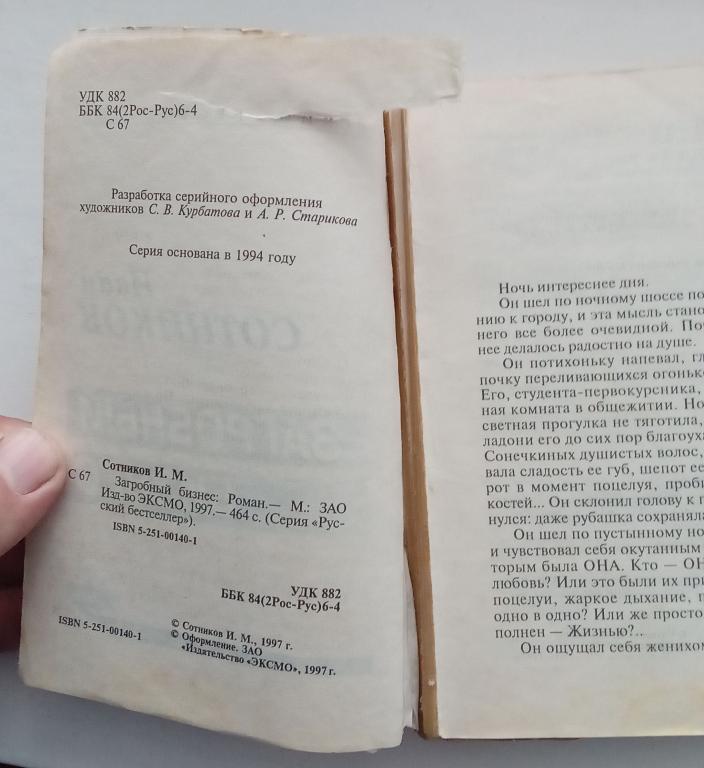 УДК 882
ББК 84(2Рос-Рус)6-4
С 67
Разработка серийного оформления
художников С. В. Курбатова и А. Р. Старикова
Серия основана в 1994 году
Сотников И. М.
С 67
Загробный бизнес: Роман.— М.: ЗАО
Изд-во ЭКСМО, 1997.— 464 с. (Серия «Рус-
ский бестселлер»).
ISBN 5-251-00140-1
УДК 882
ББК 84(2Рос-Рус)6-4
ISBN 5-251-00140-1
© Сотников И. М., 1997 г.
© Оформление. ЗАО
«Издательство «ЭКСМО», 1997 г.
Ночь интереснее дня.
Он шел по ночному шоссе по
нию к городу, и эта мысль стано
него все более очевидной. По
нее делалось радостно на душе.
Он потихоньку напевал, гл
почку переливающихся огоньк
Его, студента-первокурсника,
ная комната в общежитии. Но
светная прогулка не тяготила,
ладони его до сих пор благоуха
Сонечкиных душистых волос,
вала сладость ее губ, шепот ее
рот в момент поцелуя, проби
костей... Он склонил голову к п
нулся: даже рубашка сохраняла
Он шел по пустынному но
и чувствовал себя окутанным
торым была ОНА. Кто — ОН
любовь? Или это были их при
поцелуи, жаркое дыхание, п
одно в одно? Или же просто
полнен — Жизнью?..
Он ощущал себя женихом